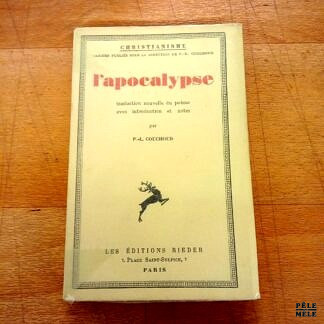 CHRISTIANISME
CAHIERS PUBLIÉS SOUS LA DIRECTION DE P.-L. COUCHOUD
l'apocalypse
traduction nouvelle du poème
avec introduction et notes
par
P.-L. COUCHOUD
LES ÉDITIONS RIEDER
7, PLACE SAINT-SULPICE, 7
PARIS
PÊLE
MÊLE